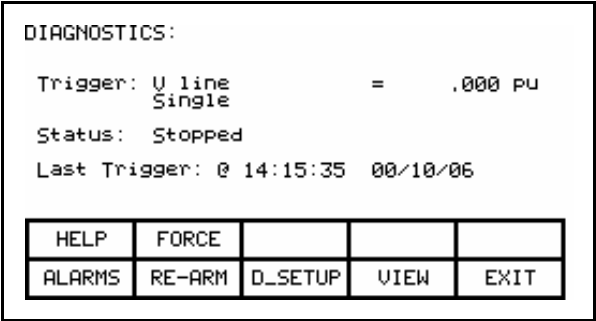 DIAGNOSTICS:
Trigger: V line = .000 pu
Single
Status: Stopped
Last Trigger: @ 14:15:35 00/10/06
HELP FORCE
ALARMS RE-ARM D_SETUP VIEW EXIT